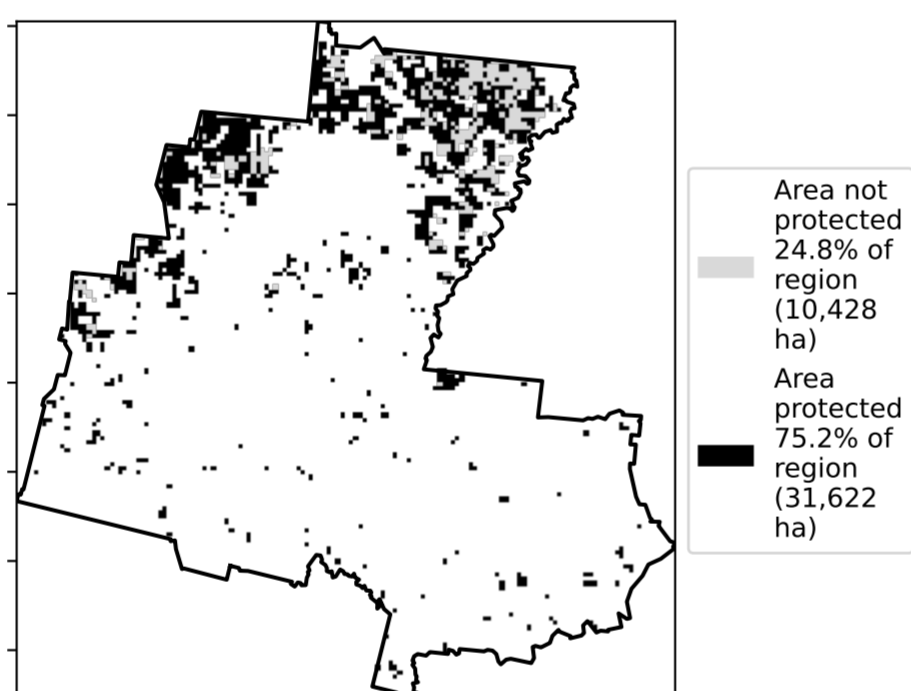 Area not
protected
24.8% of
region
(10,428
ha)
Area
protected
75.2% of
region
(31,622
ha)